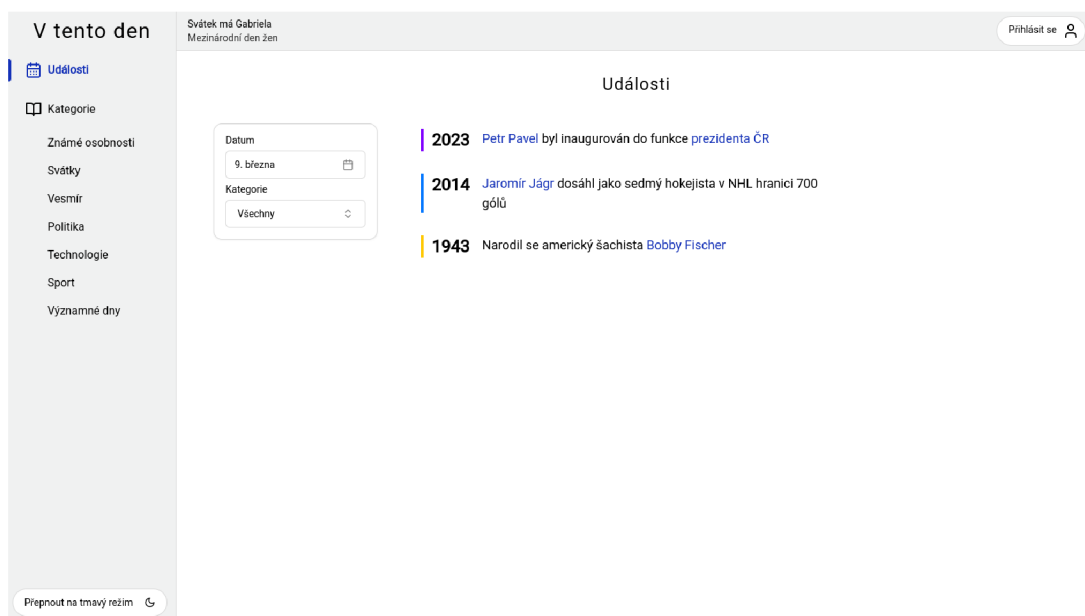 V tento den
Svátek má Gabriela
Mezinárodní den žen
Přihlásit se
Události
Kategorie
Známé osobnosti
Svátky
Vesmír
Politika
Technologie
Sport
Významné dny
Přepnout na tmavý režim
Události
Datum
9. března
Kategorie
Všechny
2023 Petr Pavel byl inaugurován do funkce prezidenta ČR
2014 Jaromír Jágr dosáhl jako sedmý hokejista v NHL hranici 700
gólů
1943 Narodil se americký šachista Bobby Fischer